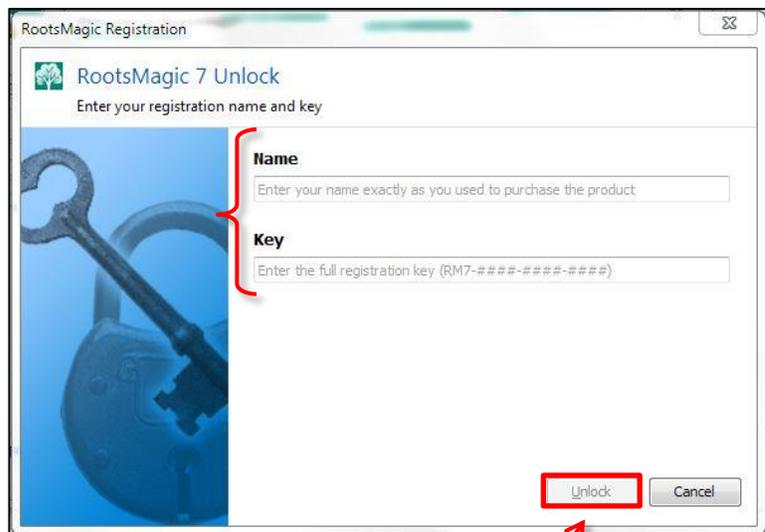 RootsMagic Registration
RootsMagic 7 Unlock
Enter your registration name and key
Name
Enter your name exactly as you used to purchase the product
Key
Enter the full registration key (RM7-####-####-####)
Unlock
Cancel